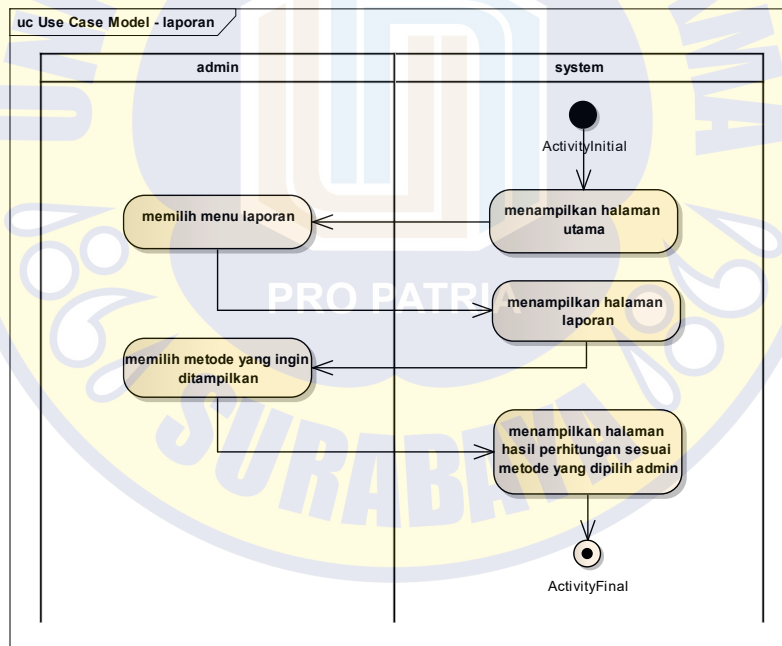 uc Use Case Model - laporan
admin
system
ActivityInitial
memilih menu laporan
menampilkan halaman
utama
PRO PATRIA
menampilkan halaman
laporan
memilih metode yang ingin
ditampilkan
menampilkan halaman
hasil perhitungan sesuai
metode yang dipilih admin
SURABAYA
ActivityFinal